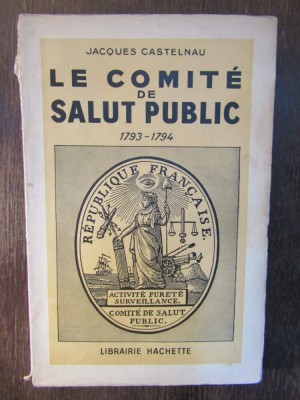 JACQUES CASTELNAU
LE COMITÉ
DE
SALUT PUBLIC
1793-1794
RÉPUBLIQUE FRANÇAISE.
ACTIVITÉ PURETÉ
SURVEILLANCE.
COMITÉ DE SALUT
PUBLIC.
LIBRAIRIE HACHETTE